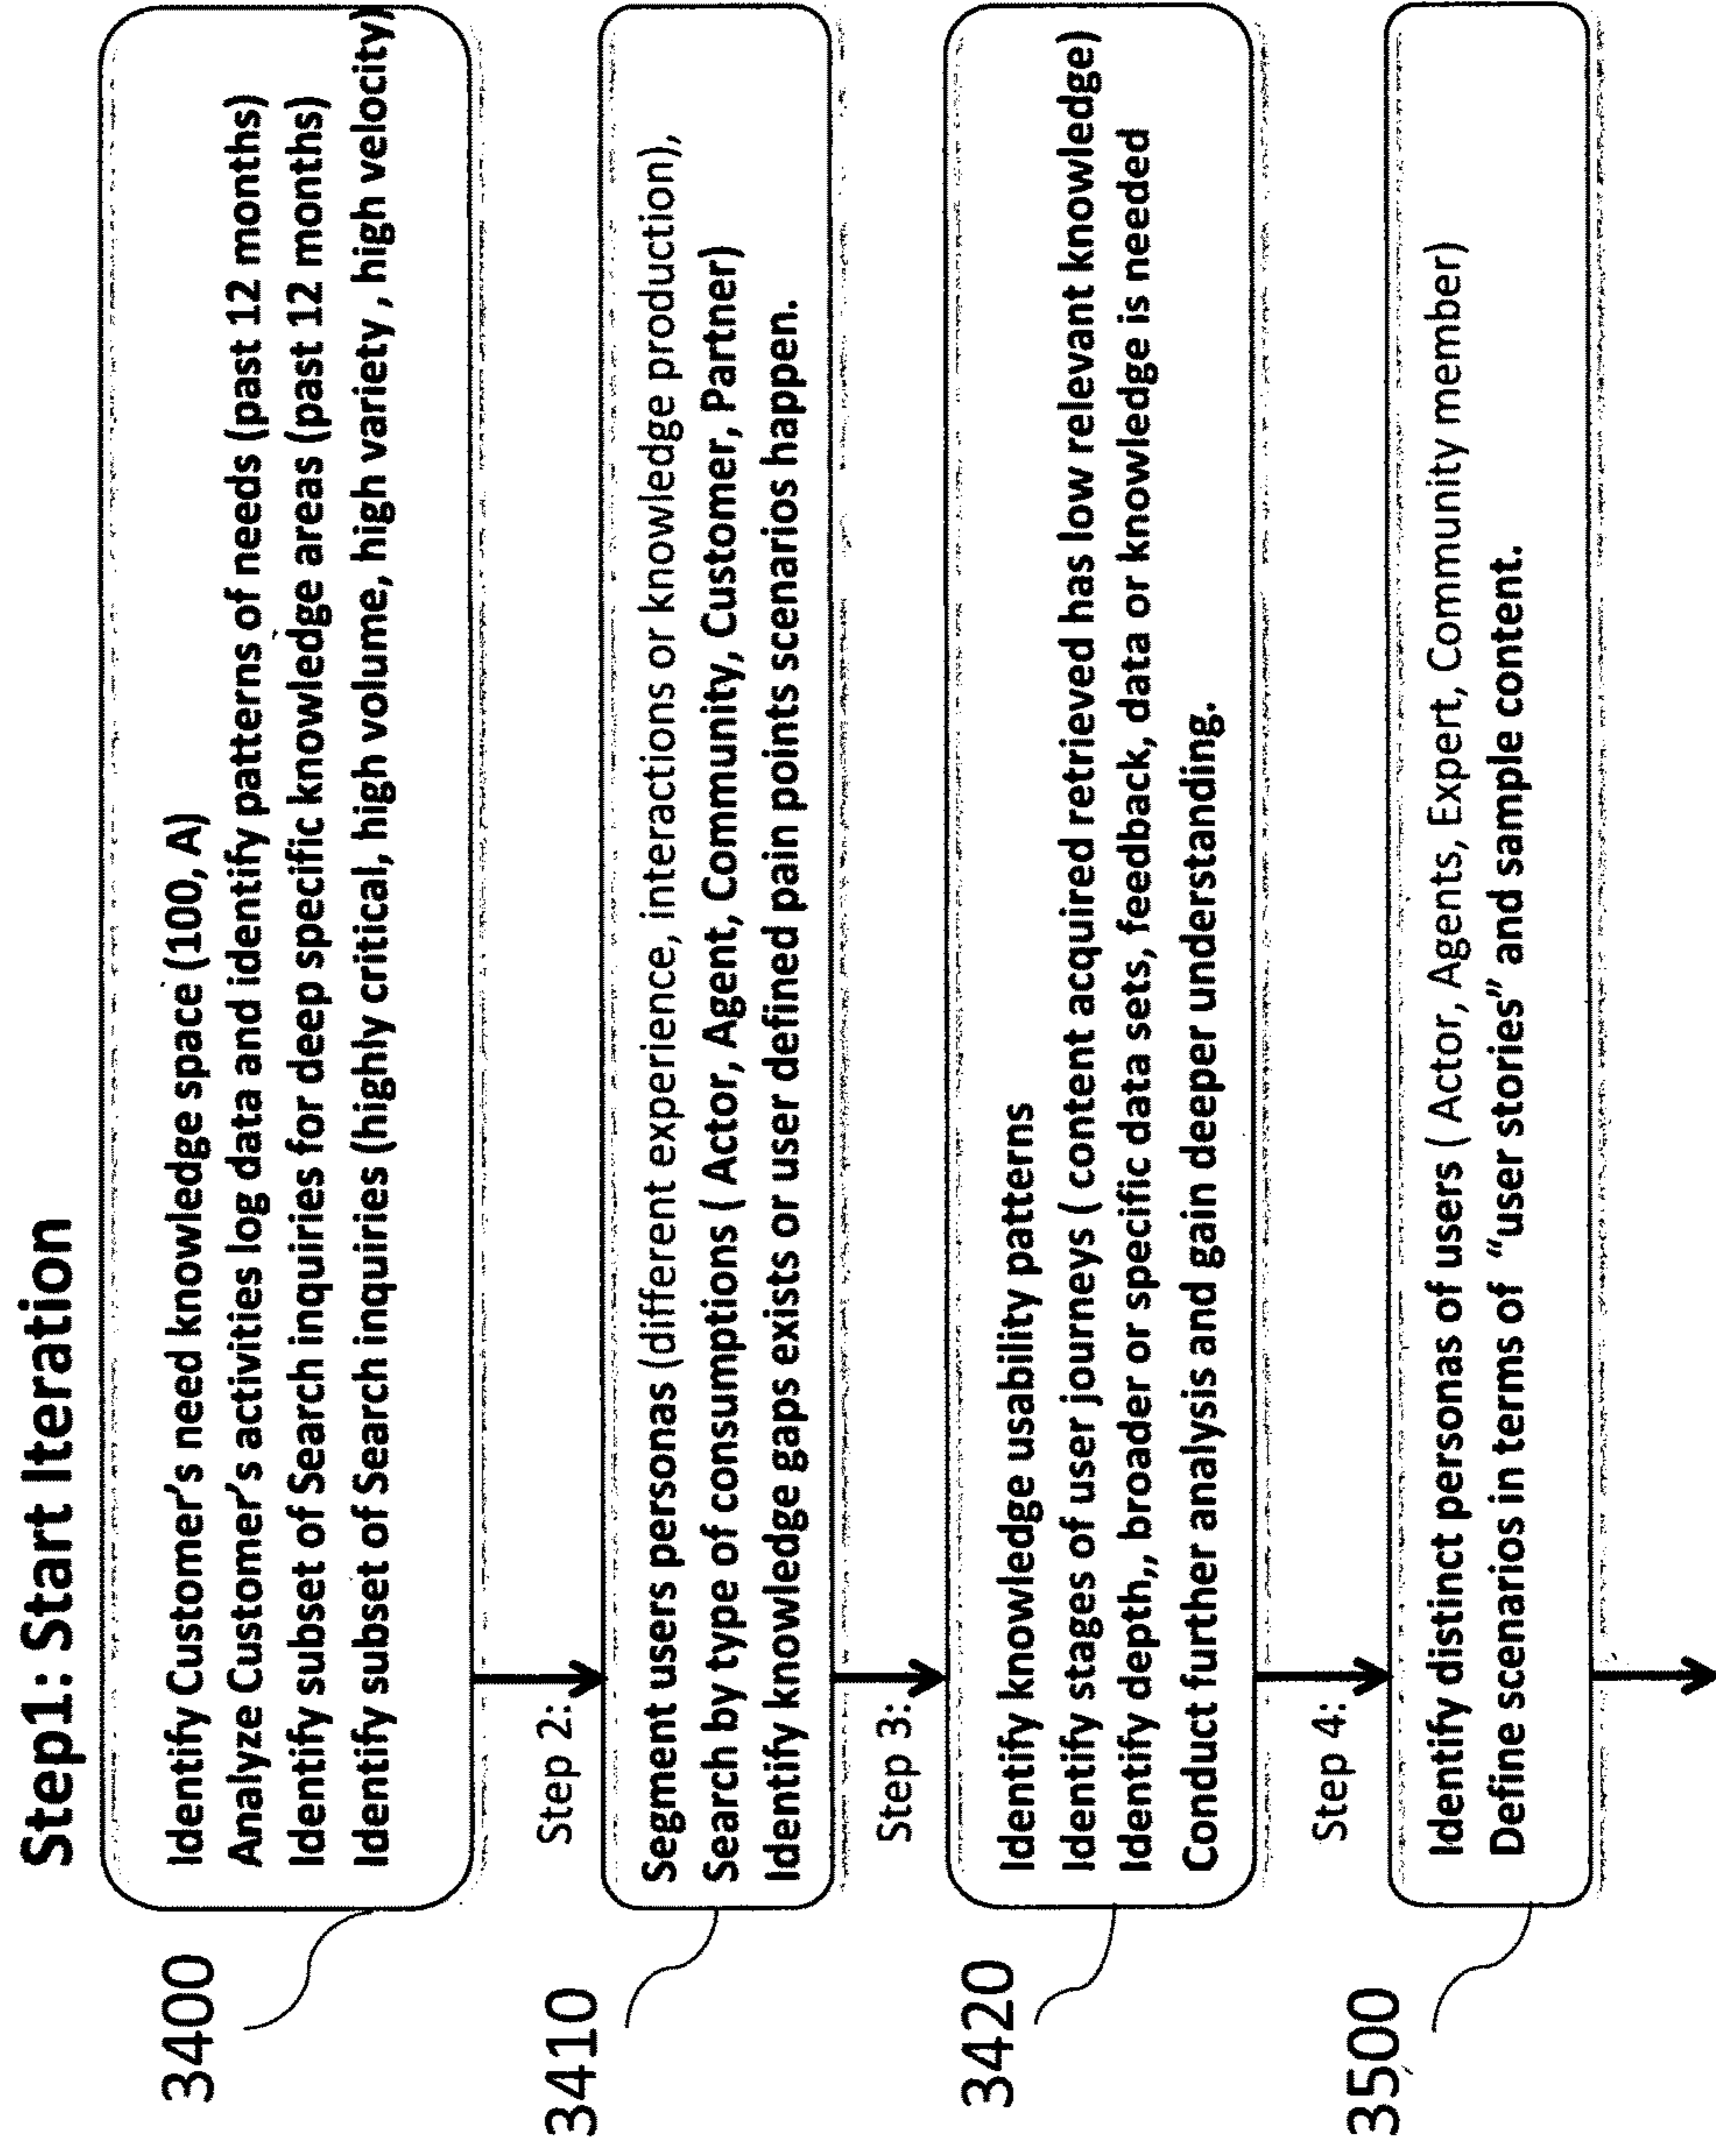 Step1: Start Iteration
3400
Identify Customer's need knowledge space (100, A)
Analyze Customer's activities log data and identify patterns of needs (past 12 months)
Identify subset of Search inquiries for deep specific knowledge areas (past 12 months)
Identify subset of Search inquiries (highly critical, high volume, high variety , high velocity)
Step 2:
3410
Segment users personas (different experience, interactions or knowledge production),
Search by type of consumptions ( Actor, Agent, Community, Customer, Partner)
Identify knowledge gaps exists or user defined pain points scenarios happen.
Step 3:
3420
Identify knowledge usability patterns
Identify stages of user journeys ( content acquired retrieved has low relevant knowledge)
Identify depth,, broader or specific data sets, feedback, data or knowledge is needed
Conduct further analysis and gain deeper understanding.
Step 4:
3500
Identify distinct personas of users ( Actor, Agents, Expert, Community member)
Define scenarios in terms of "user stories" and sample content.